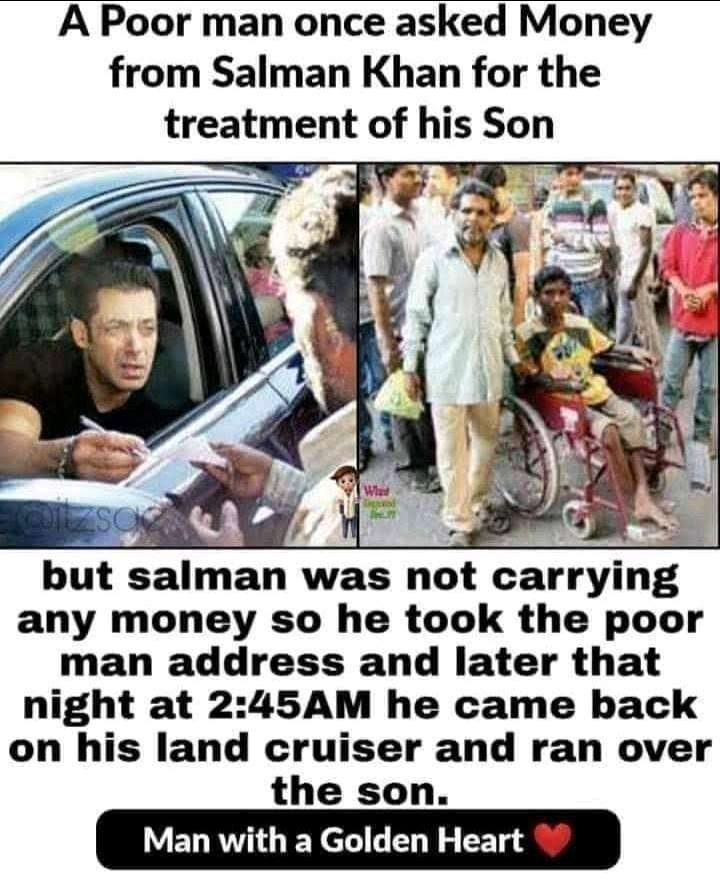 A Poor man once asked Money
from Salman Khan for the
treatment of his Son
but salman was not carrying
any money so he took the poor
man address and later that
night at 2:45AM he came back
on his land cruiser and ran over
the son.
Man with a Golden Heart ❤️